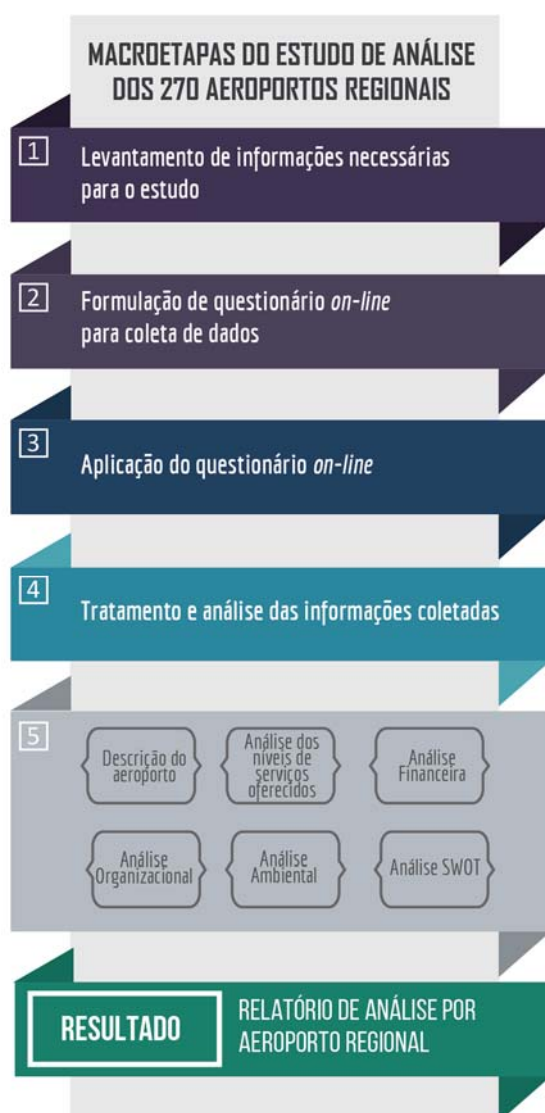 MACROETAPAS DO ESTUDO DE ANÁLISE
DOS 270 AEROPORTOS REGIONAIS
1
Levantamento de informações necessárias
para o estudo
2
Formulação de questionário on-line
para coleta de dados
3
Aplicação do questionário on-line
4
Tratamento e análise das informações coletadas
5
Descrição do
aeroporto
Análise dos
níveis de
serviços
oferecidos
Análise
Financeira
Análise
Organizacional
Análise
Ambiental
Análise SWOT
RESULTADO
RELATÓRIO DE ANÁLISE POR
AEROPORTO REGIONAL